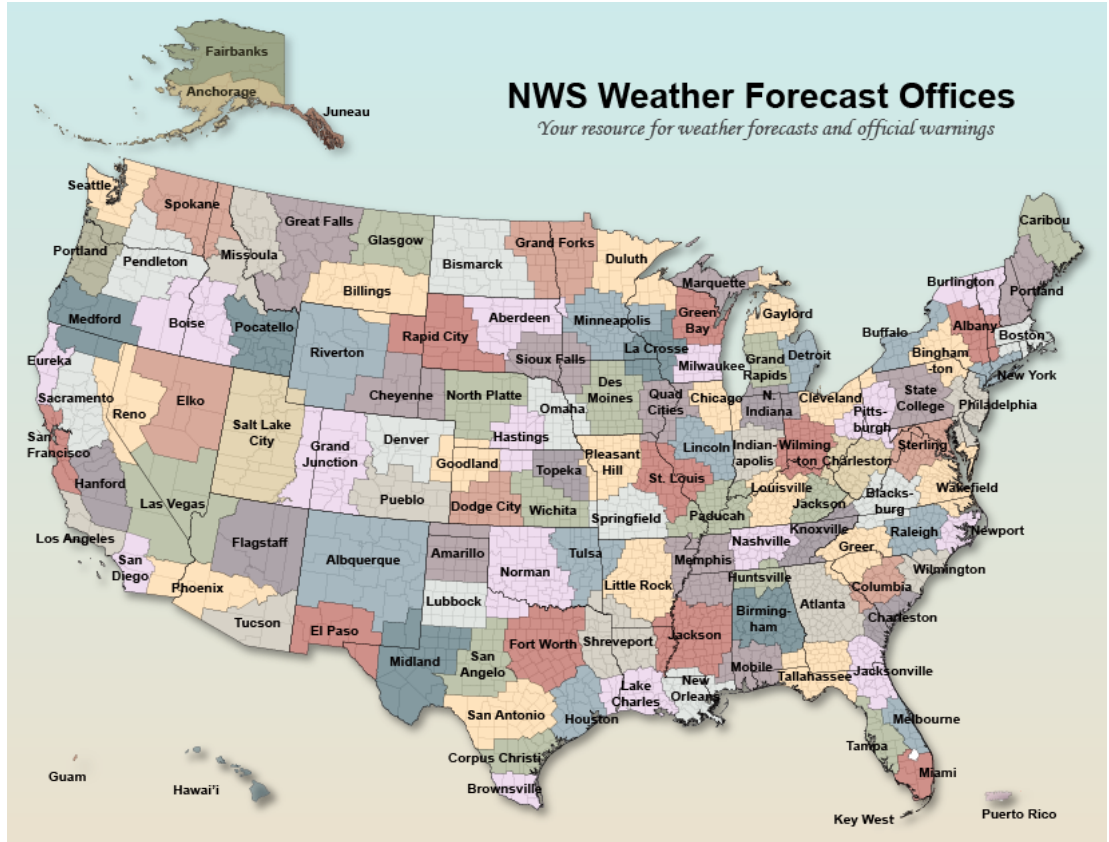 Fairbanks
Anchorage
Juneau
NWS Weather Forecast Offices
Your resource for weather forecasts and official warnings
Seattle
Spokane
Great Falls
Glasgow
Grand Forks
Duluth
Caribou
Portland
Pendleton
Missoula
Bismarck
Marquette
Burlington
Portland
Billings
Medford
Boise
Pocatello
Rapid City
Aberdeen
Minneapolis
Green
Bay
Gaylord
Buffalo
Albany
Boston
Eureka
Riverton
Sioux Falls
La Crosse
Milwaukee
Grand
Rapids
Detroit
Bingham
-ton
New York
Sacramento
Reno
Elko
Salt Lake
City
Cheyenne
North Platte
Omaha
Des
Moines
Quad
Cities
Chicago
N.
Indiana
Cleveland
Pitts-
burgh
State
College
Philadelphia
San
Francisco
Grand
Junction
Denver
Hastings
Goodland
Topeka
Pleasant
Hill
Lincoln
Indian-
apolis
Wilming
-ton
Charleston
Sterling
Hanford
Las Vegas
Pueblo
Dodge City
Wichita
St. Louis
Springfield
Paducah
Louisville
Jackson
Blacks-
burg
Wakefield
Los Angeles
San
Diego
Flagstaff
Albuquerque
Amarillo
Norman
Tulsa
Memphis
Nashville
Knoxville
Raleigh
Newport
Phoenix
Tucson
Lubbock
Little Rock
Huntsville
Greer
Columbia
Wilmington
El Paso
Midland
San
Angelo
Fort Worth
Shreveport
Jackson
Birming-
ham
Atlanta
Charleston
San Antonio
Houston
Lake
Charles
New
Orleans
Mobile
Tallahassee
Jacksonville
Corpus Christi
Brownsville
Melbourne
Tampa
Miami
Key West
Guam
Hawai'i
Puerto Rico